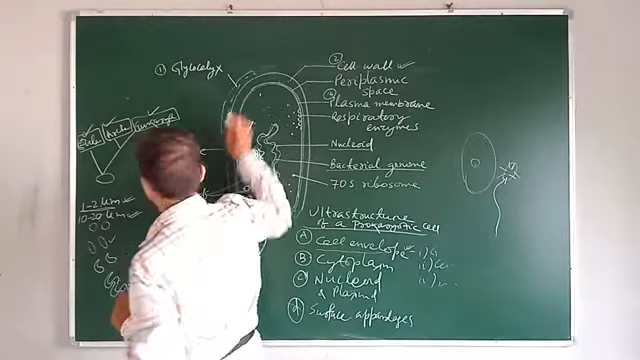 ① Glycocalyx
② Cell wall
Periplasmic
space
③ Plasma membrane
Respiratory
enzymes
Nucleoid
Bacterial genome
70S ribosome
1-2 µm
10-20 µm
Ultrastructure
of a prokaryotic cell
Ⓐ Cell envelope
Ⓑ Cytoplasm
Ⓒ Nucleoid
& Plasmid
ⓓ Surface appendages